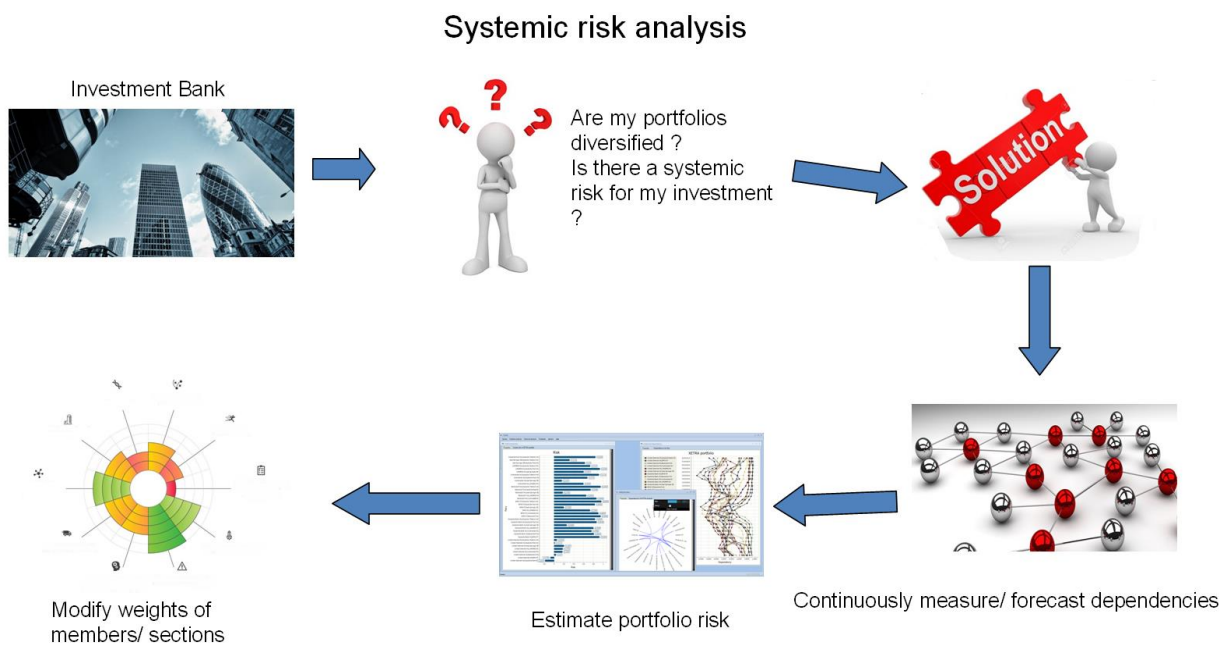 Systemic risk analysis
Investment Bank
Are my portfolios
diversified ?
Is there a systemic
risk for my investment
?
Solution
Continuously measure/ forecast dependencies
Estimate portfolio risk
Modify weights of
members/ sections